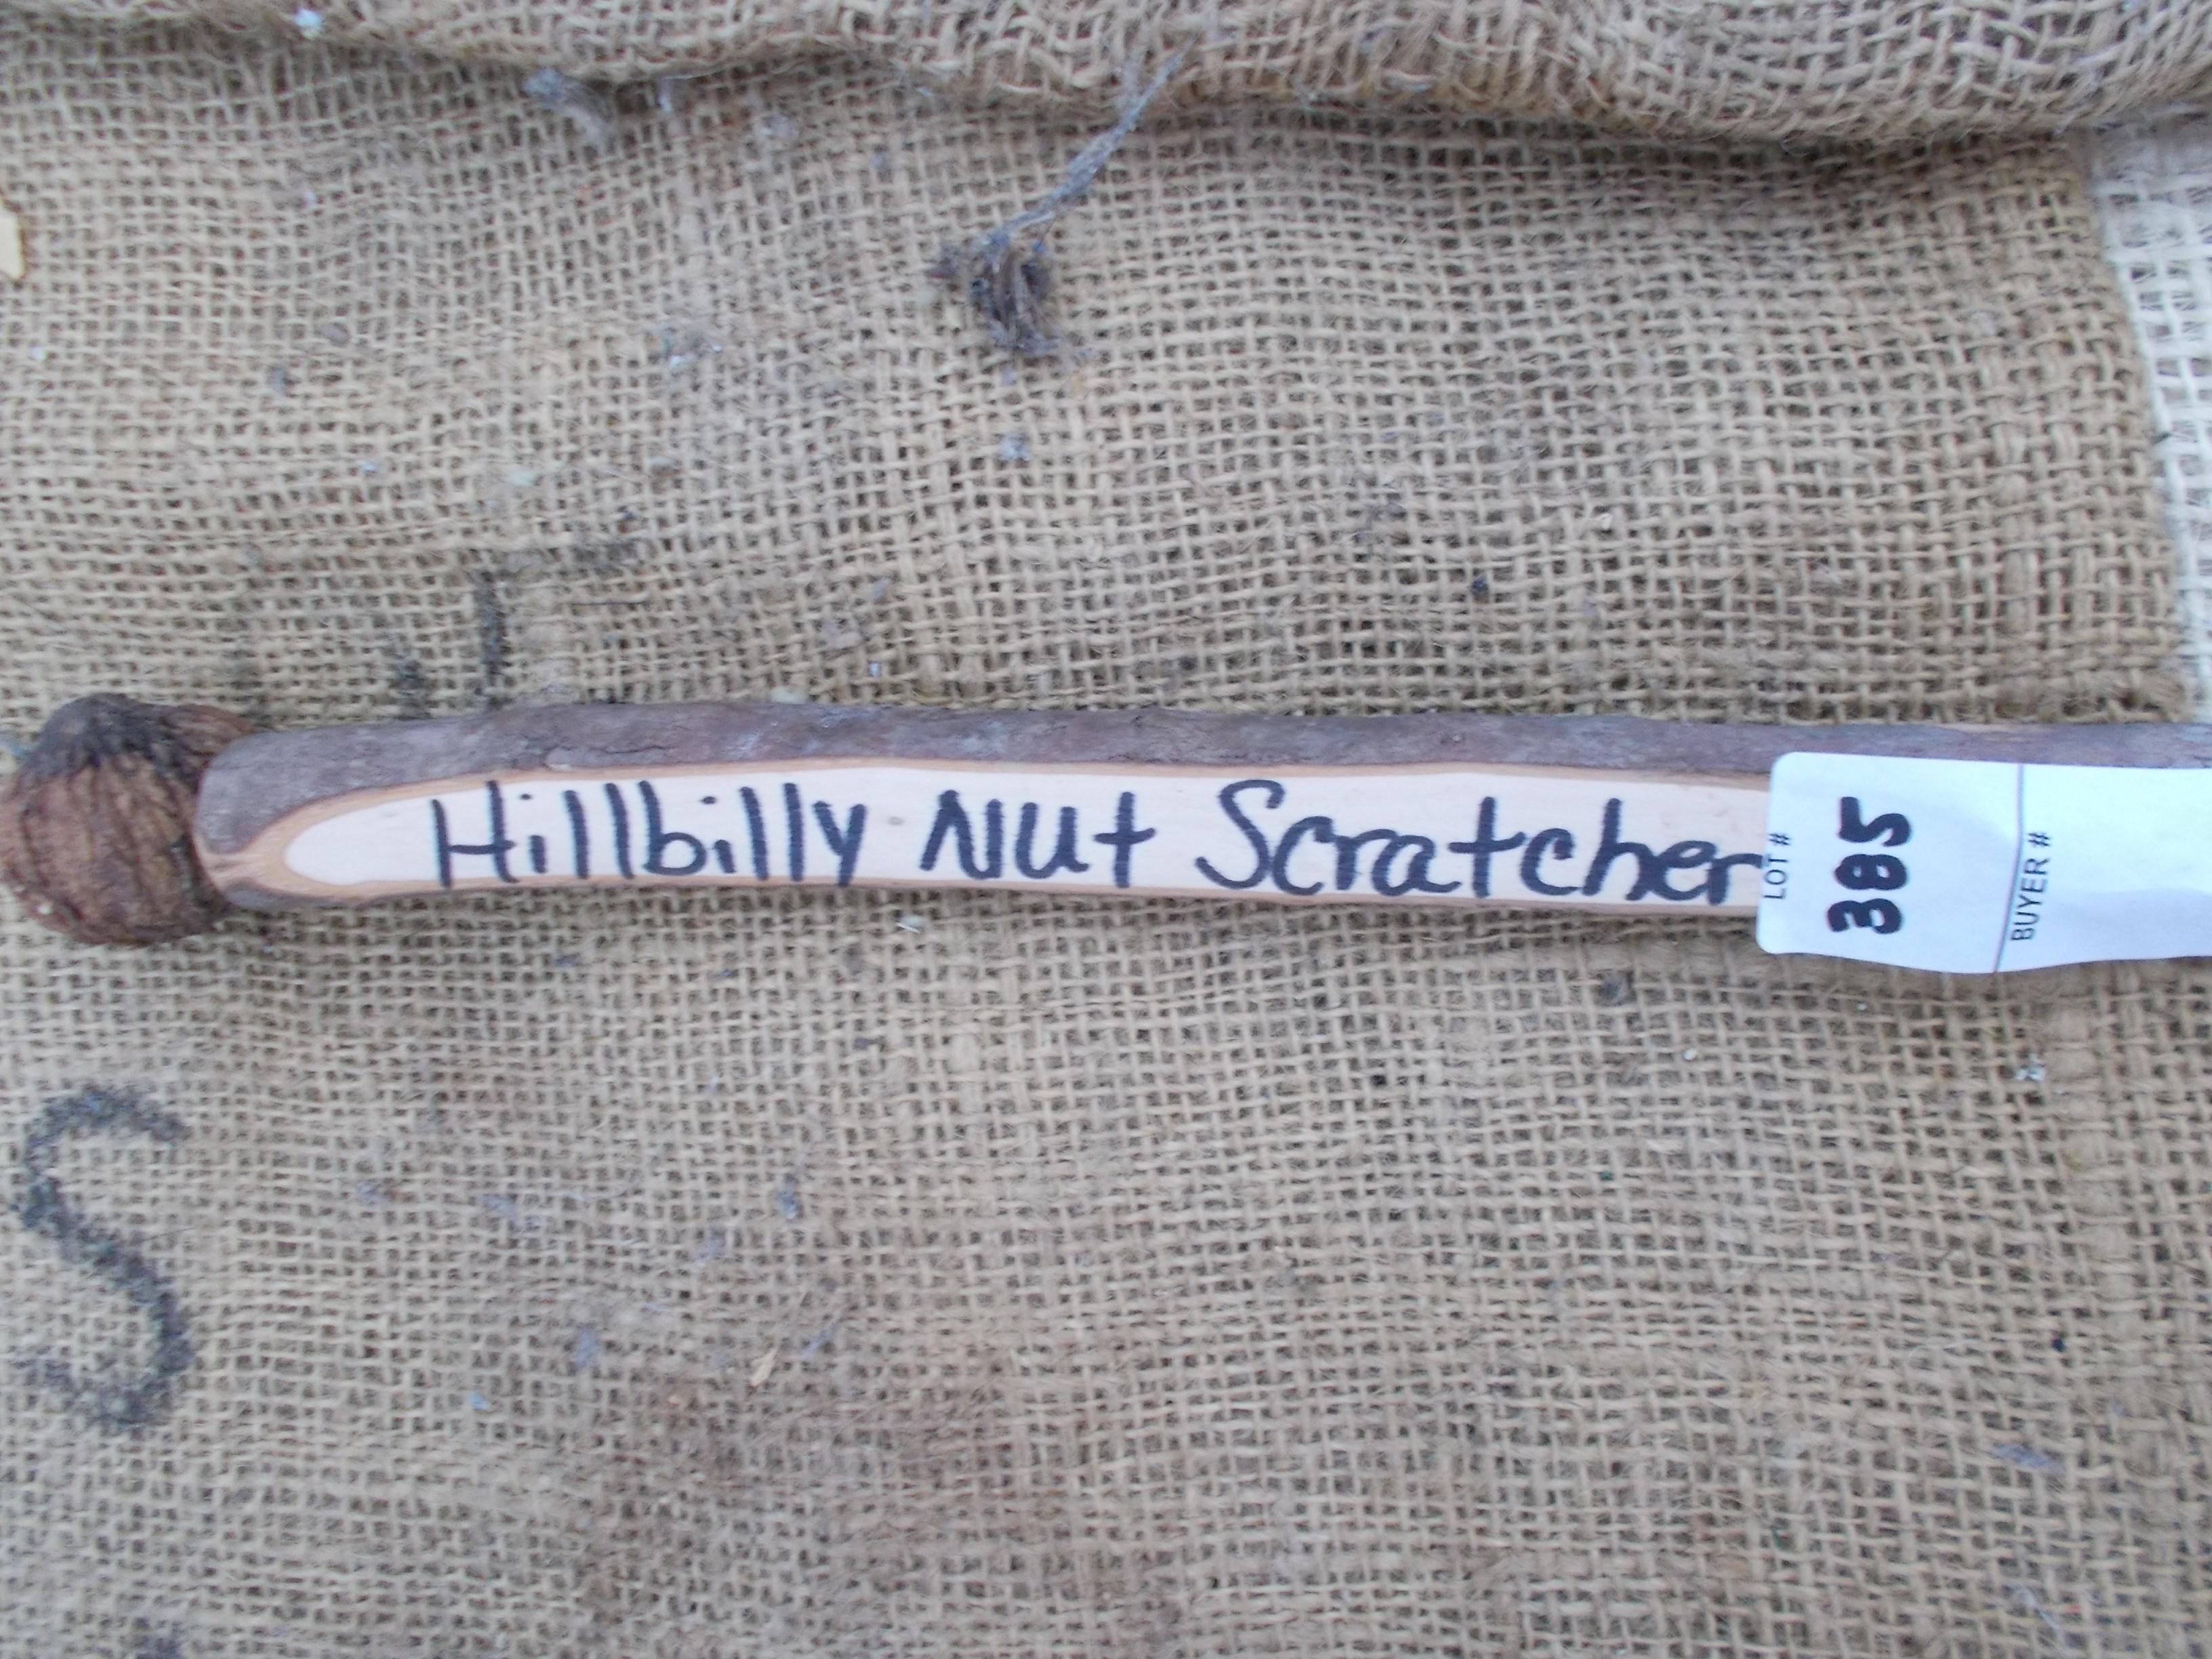 Hillbilly Nut Scratcher
LOT #
385
BUYER #
S